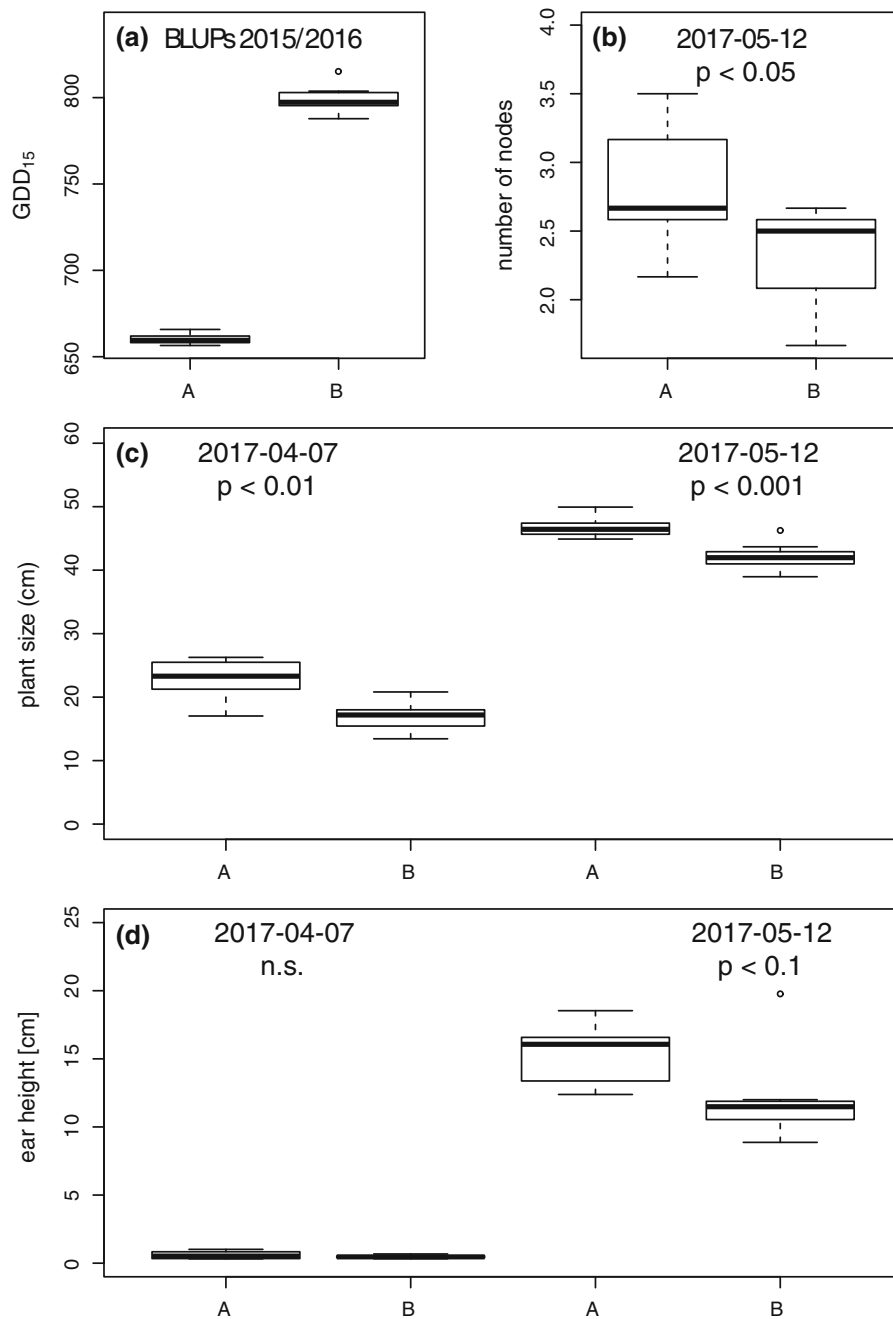 (a) BLUPs 2015/2016
GDD15
800
750
700
650
A B
(b) 2017-05-12
p < 0.05
number of nodes
4.0
3.5
3.0
2.5
2.0
A B
(c) 2017-04-07 2017-05-12
p < 0.01 p < 0.001
plant size (cm)
60
50
40
30
20
10
0
A B A B
(d) 2017-04-07 2017-05-12
n.s. p < 0.1
ear height [cm]
25
20
15
10
5
0
A B A B